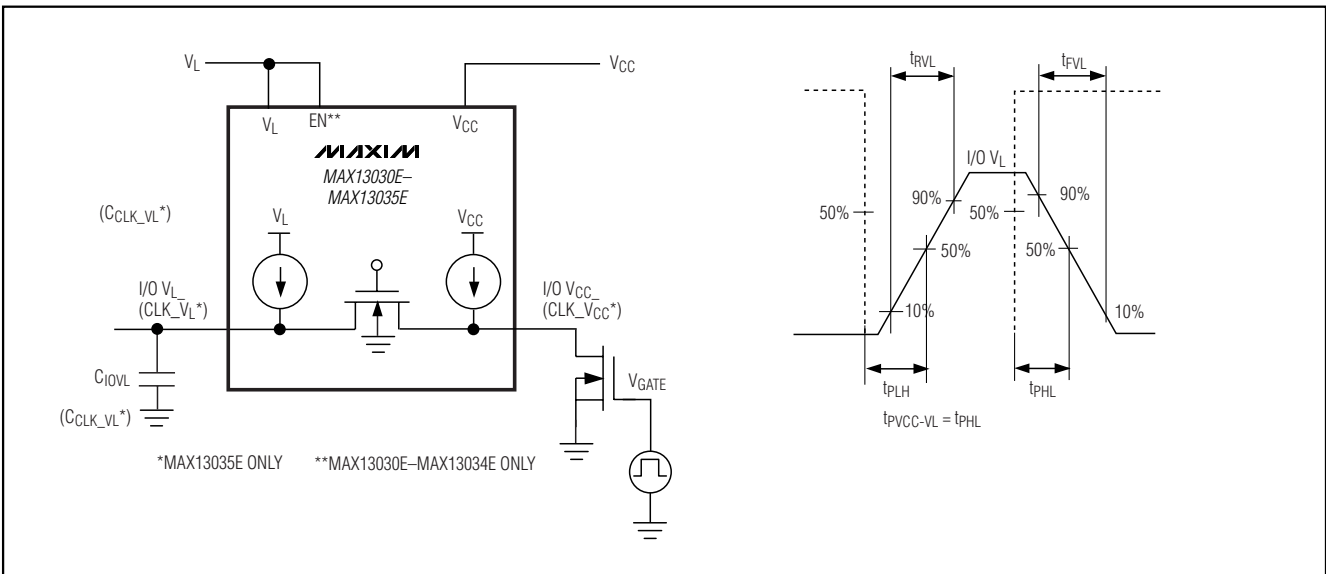 V_L
V_CC
V_L
EN**
V_CC
MAXIM
MAX13030E–
MAX13035E
(C_CLK_VL*)
V_L
V_CC
I/O V_L_
(CLK_V_L*)
I/O V_CC_
(CLK_V_CC*)
C_IOVL
(C_CLK_VL*)
V_GATE
*MAX13035E ONLY
**MAX13030E–MAX13034E ONLY
t_RVL
t_FVL
I/O V_L
90%
90%
50%
50%
50%
50%
10%
10%
t_PLH
t_PHL
t_PVCC-VL = t_PHL